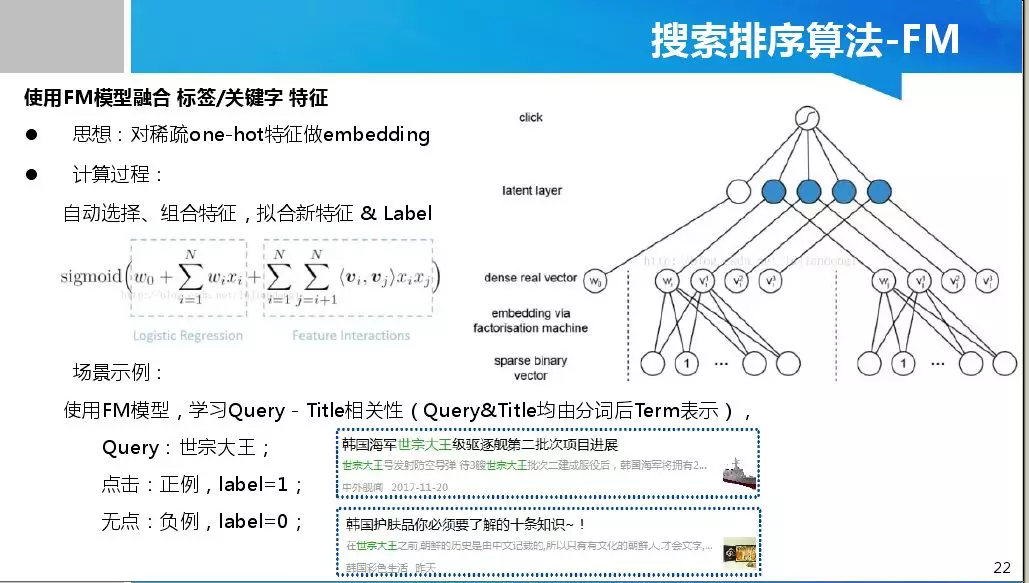 搜索排序算法-FM
使用FM模型融合 标签/关键字 特征
● 思想：对稀疏one-hot特征做embedding
● 计算过程：
自动选择、组合特征，拟合新特征 & Label
sigmoid(w_0 + \sum_{i=1}^{N} w_i x_i + \sum_{i=1}^{N} \sum_{j=i+1}^{N} ⟨v_i, v_j⟩ x_i x_j)
Logistic Regression
Feature Interactions
click
latent layer
dense real vector
w_0
w_i
v_i^1
v_i^2
v_i^3
w_j
v_j^1
v_j^2
v_j^3
embedding via
factorisation machine
sparse binary
vector
1
...
1
...
场景示例：
使用FM模型，学习Query - Title相关性（Query&Title均由分词后Term表示），
Query：世宗大王；
点击：正例，label=1；
无点：负例，label=0；
韩国海军世宗大王级驱逐舰第二批次项目进展
世宗大王号发射防空导弹 待3艘世宗大王批次二建成服役后，韩国海军将拥有2...
中外舰闻 2017-11-20
韩国护肤品你必须要了解的十条知识~！
在世宗大王之前,朝鲜的历史是由中文记载的,所以只有有文化的朝鲜人,才会文字,...
韩国彩色生活 昨天
22